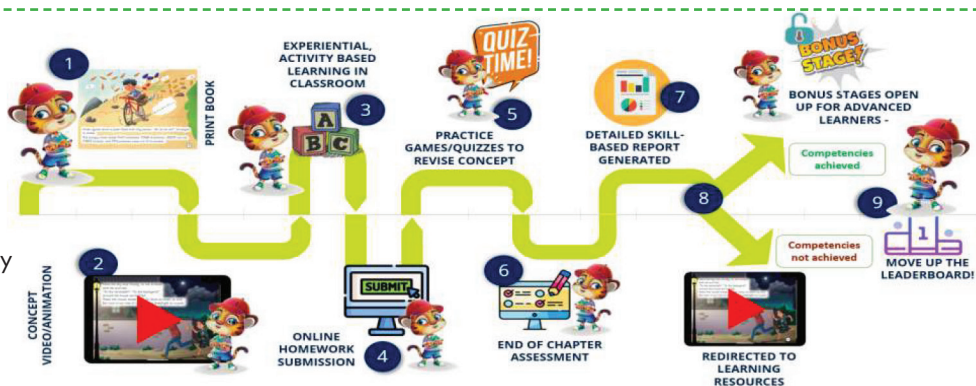 1
PRINT BOOK
EXPERIENTIAL,
ACTIVITY BASED
LEARNING IN
CLASSROOM
3
A
B C
QUIZ
TIME!
5
PRACTICE
GAMES/QUIZZES TO
REVISE CONCEPT
7
DETAILED SKILL-
BASED REPORT
GENERATED
BONUS
STAGE!
BONUS STAGES OPEN
UP FOR ADVANCED
LEARNERS -
Competencies
achieved
8
9
1
MOVE UP THE
LEADERBOARD!
Competencies
not achieved
y
2
CONCEPT
VIDEO/ANIMATION
SUBMIT
ONLINE
HOMEWORK
SUBMISSION
4
6
END OF CHAPTER
ASSESSMENT
REDIRECTED TO
LEARNING
RESOURCES